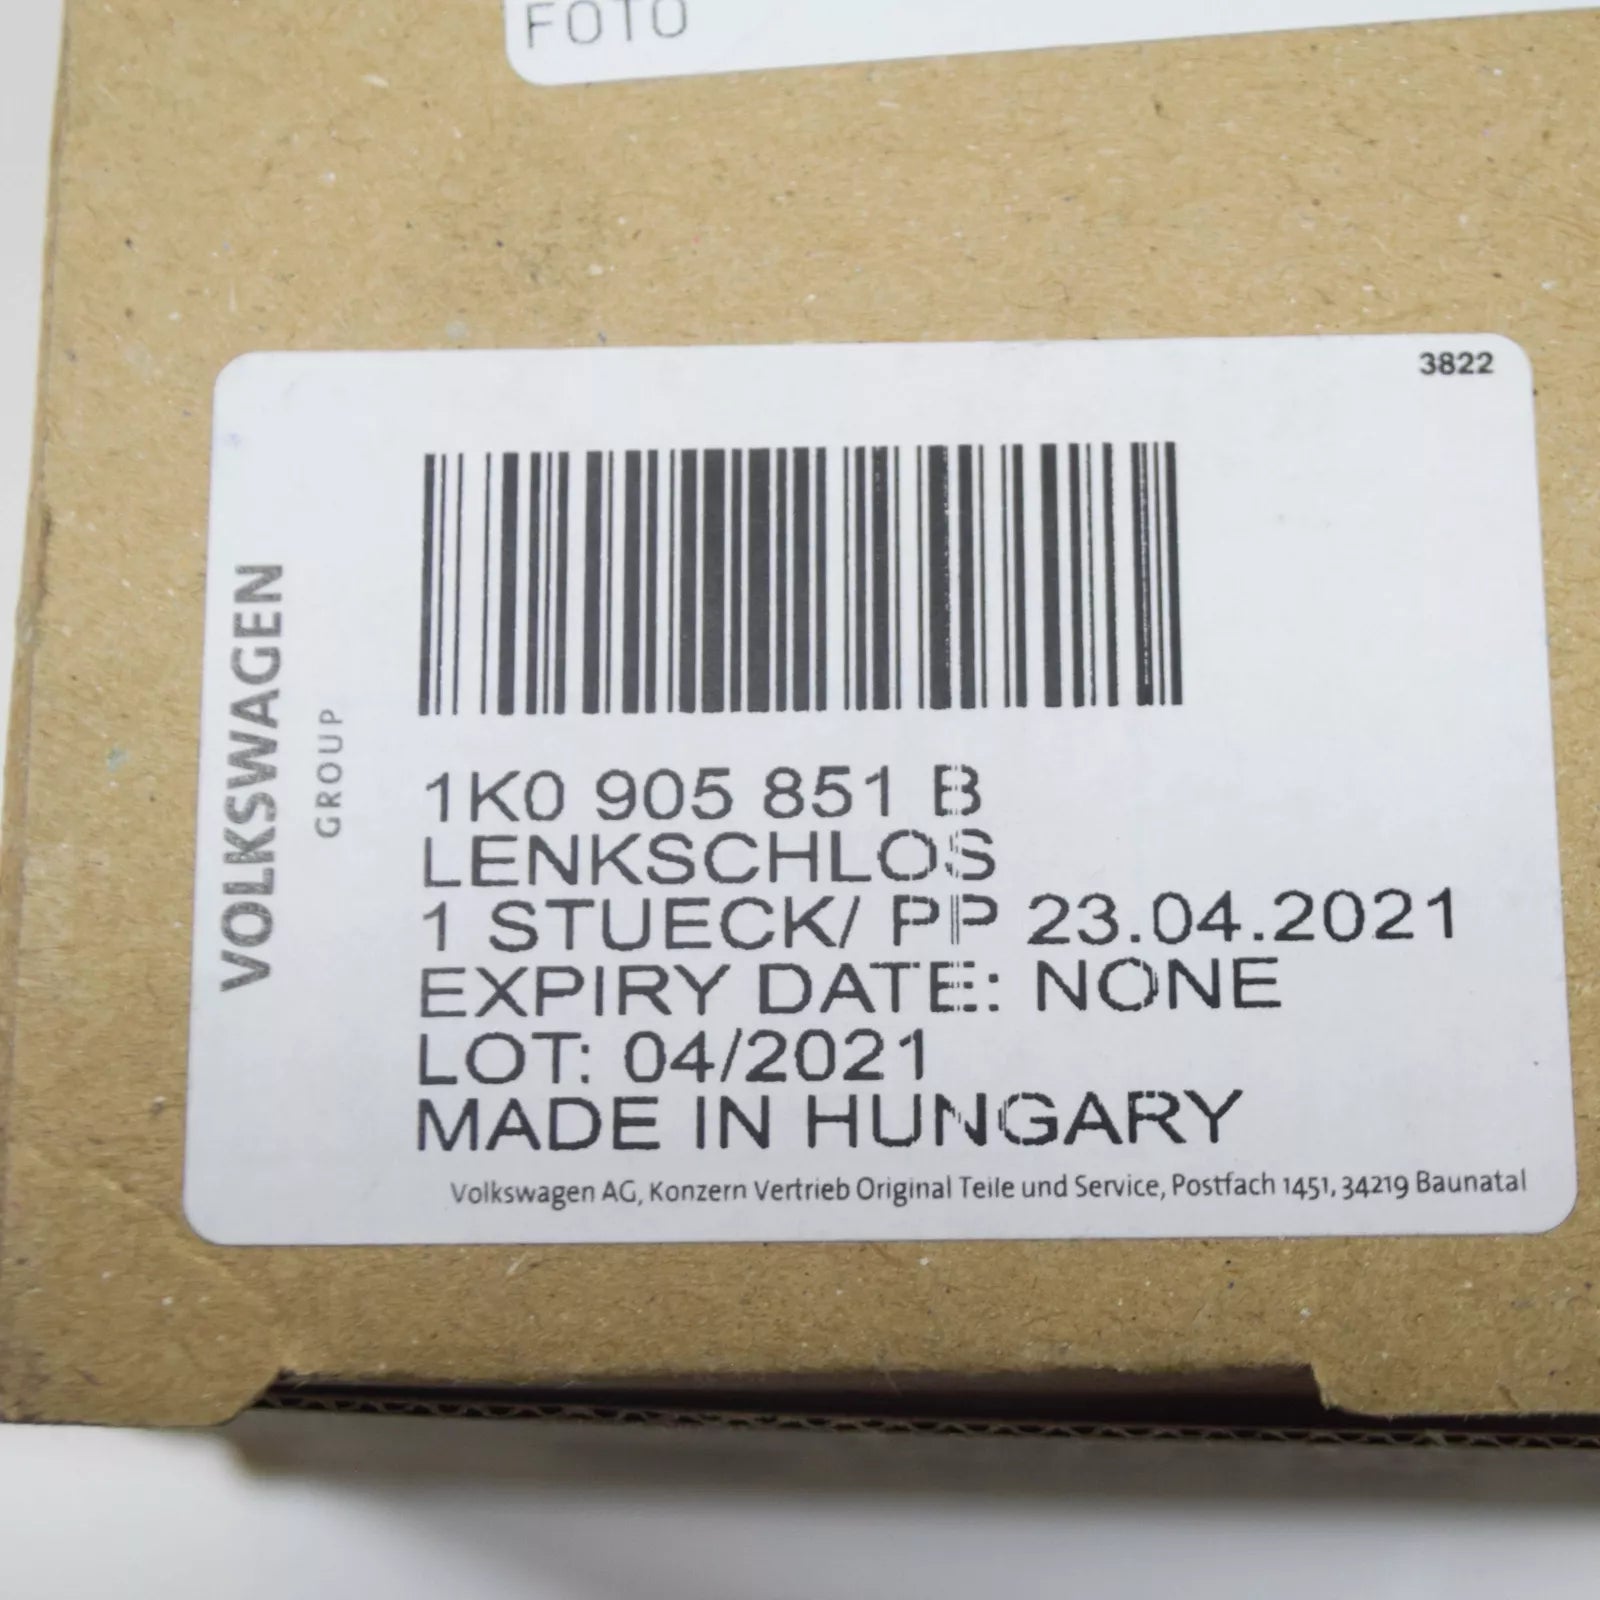 FOTO
3822
VOLKSWAGEN
GROUP
1K0 905 851 B
LENKSCHLOS
1 STUECK/ PP 23.04.2021
EXPIRY DATE: NONE
LOT: 04/2021
MADE IN HUNGARY
Volkswagen AG, Konzern Vertrieb Original Teile und Service, Postfach 1451, 34219 Baunatal